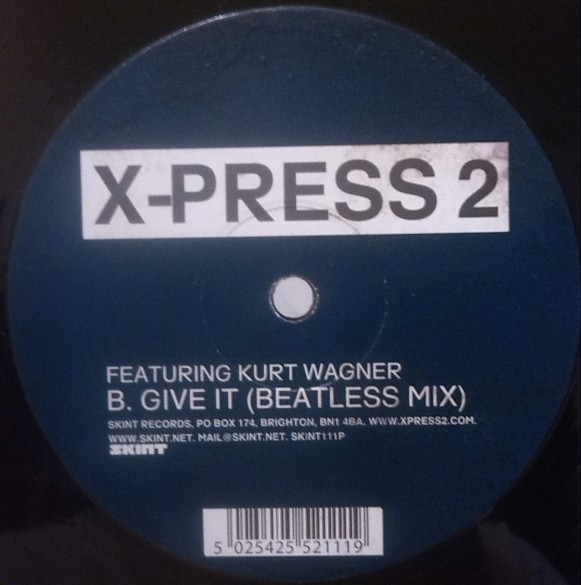 X-PRESS 2
FEATURING KURT WAGNER
B. GIVE IT (BEATLESS MIX)
SKINT RECORDS, PO BOX 174, BRIGHTON, BN1 4BA. WWW.XPRESS2.COM.
WWW.SKINT.NET. MAIL@SKINT.NET. SKINT111P
SKINT
5 025425 521119